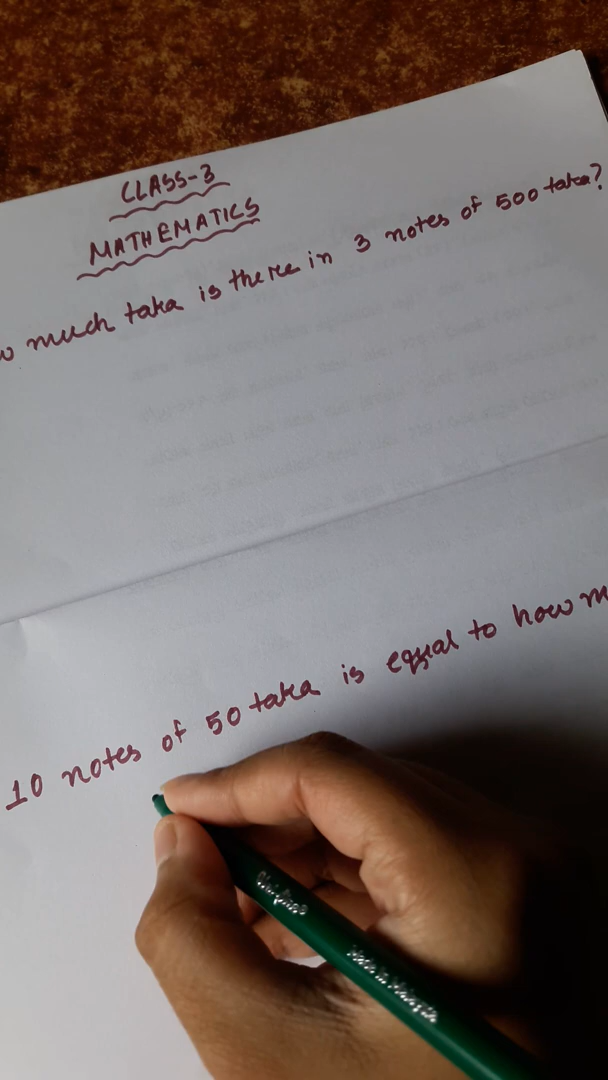 CLASS-3
MATHEMATICS
w much taka is there in 3 notes of 500 taka?
10 notes of 50 taka is equal to how m